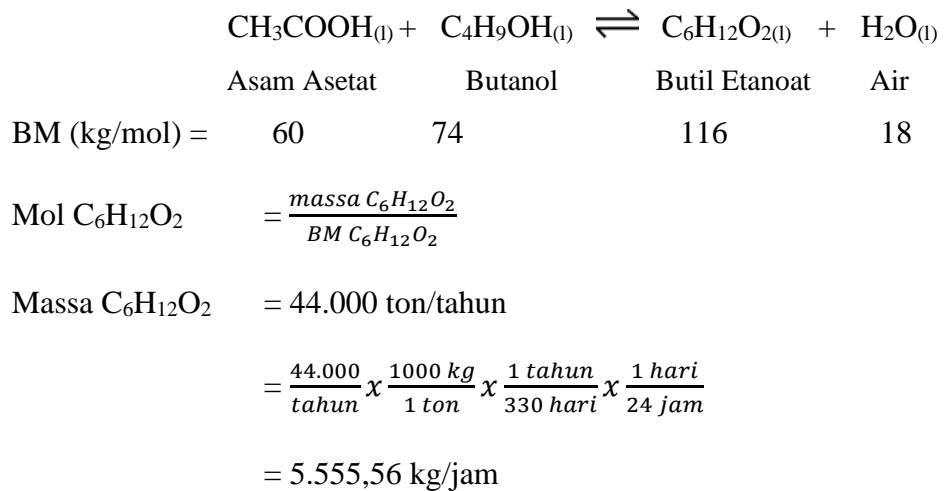 CH₃COOH₍ₗ₎ + C₄H₉OH₍ₗ₎ ⇌ C₆H₁₂O₂₍ₗ₎ + H₂O₍ₗ₎
Asam Asetat Butanol Butil Etanoat Air
BM (kg/mol) = 60 74 116 18
Mol C₆H₁₂O₂ = massa C₆H₁₂O₂ / BM C₆H₁₂O₂
Massa C₆H₁₂O₂ = 44.000 ton/tahun
= 44.000/tahun x 1000 kg/1 ton x 1 tahun/330 hari x 1 hari/24 jam
= 5.555,56 kg/jam